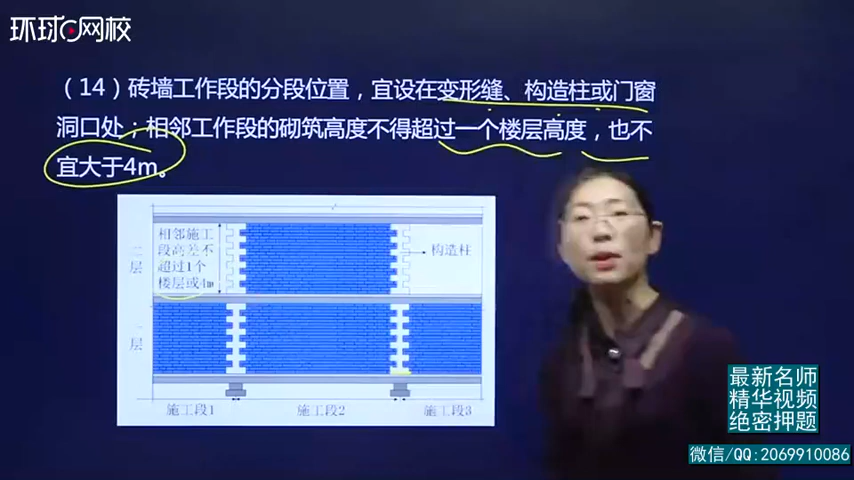 环球网校
（14）砖墙工作段的分段位置，宜设在变形缝、构造柱或门窗
洞口处；相邻工作段的砌筑高度不得超过一个楼层高度，也不
宜大于4m。
相邻施工
段高差不
超过1个
楼层或4m
构造柱
二层
一层
施工段1
施工段2
施工段3
最新名师
精华视频
绝密押题
微信/QQ:2069910086